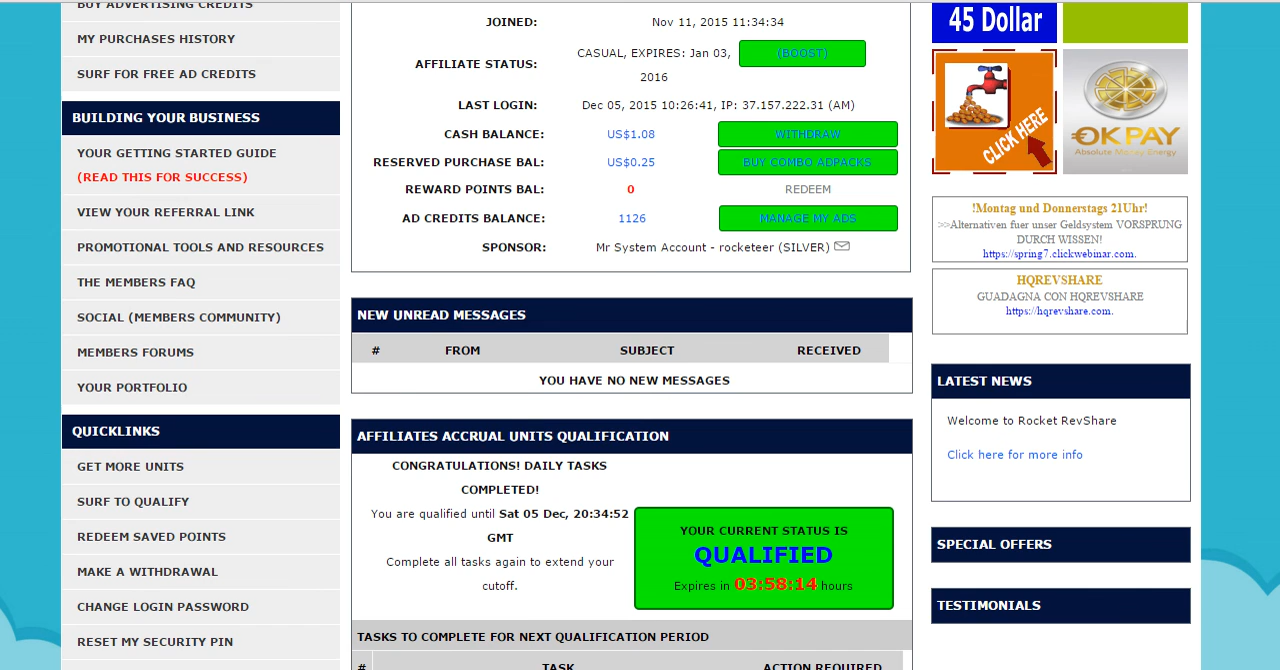 BUY ADVERTISING CREDITS
MY PURCHASES HISTORY
SURF FOR FREE AD CREDITS
BUILDING YOUR BUSINESS
YOUR GETTING STARTED GUIDE
(READ THIS FOR SUCCESS)
VIEW YOUR REFERRAL LINK
PROMOTIONAL TOOLS AND RESOURCES
THE MEMBERS FAQ
SOCIAL (MEMBERS COMMUNITY)
MEMBERS FORUMS
YOUR PORTFOLIO
QUICKLINKS
GET MORE UNITS
SURF TO QUALIFY
REDEEM SAVED POINTS
MAKE A WITHDRAWAL
CHANGE LOGIN PASSWORD
RESET MY SECURITY PIN
JOINED: Nov 11, 2015 11:34:34
AFFILIATE STATUS: CASUAL, EXPIRES: Jan 03, (BOOST)
2016
LAST LOGIN: Dec 05, 2015 10:26:41, IP: 37.157.222.31 (AM)
CASH BALANCE: US$1.08 WITHDRAW
RESERVED PURCHASE BAL: US$0.25 BUY COMBO ADPACKS
REWARD POINTS BAL: 0 REDEEM
AD CREDITS BALANCE: 1126 MANAGE MY ADS
SPONSOR: Mr System Account - rocketeer (SILVER)
NEW UNREAD MESSAGES
# FROM SUBJECT RECEIVED
YOU HAVE NO NEW MESSAGES
AFFILIATES ACCRUAL UNITS QUALIFICATION
CONGRATULATIONS! DAILY TASKS
COMPLETED!
You are qualified until Sat 05 Dec, 20:34:52
GMT
Complete all tasks again to extend your
cutoff.
YOUR CURRENT STATUS IS
QUALIFIED
Expires in 03:58:14 hours
TASKS TO COMPLETE FOR NEXT QUALIFICATION PERIOD
# TASK ACTION REQUIRED
45 Dollar
CLICK HERE
OKPAY
Absolute Money Energy
!Montag und Donnerstags 21Uhr!
>>Alternativen fuer unser Geldsystem VORSPRUNG
DURCH WISSEN!
https://spring7.clickwebinar.com.
HQREVSHARE
GUADAGNA CON HQREVSHARE
https://hqrevshare.com.
LATEST NEWS
Welcome to Rocket RevShare
Click here for more info
SPECIAL OFFERS
TESTIMONIALS